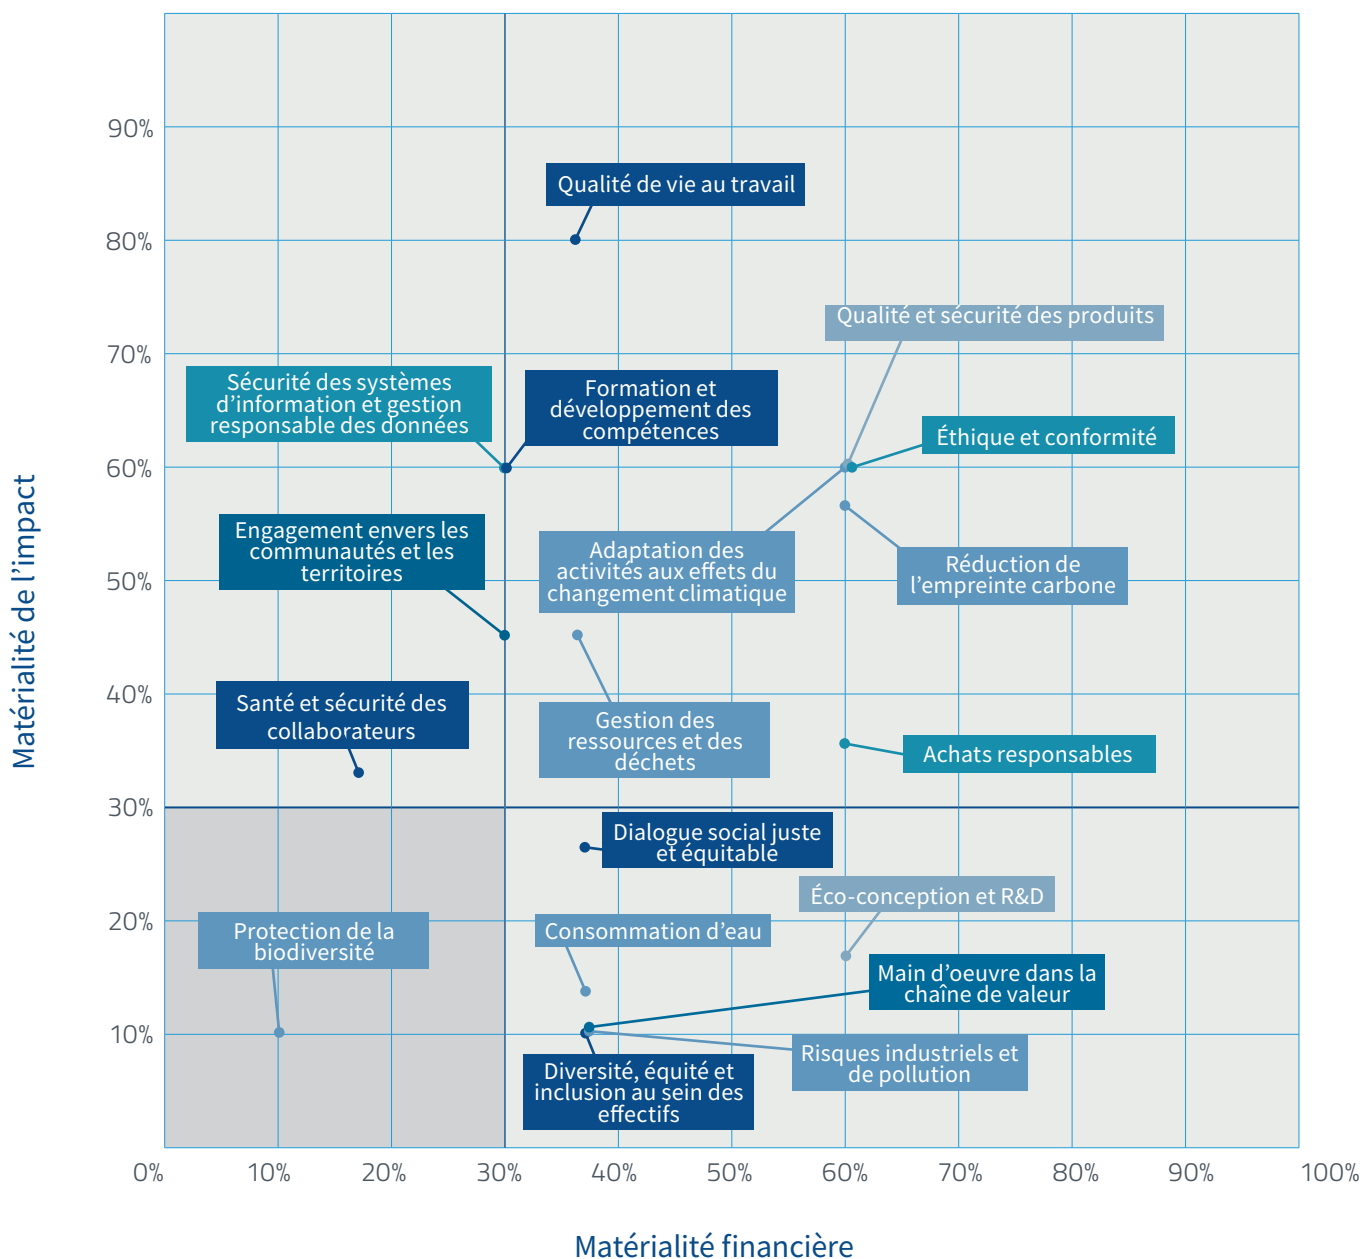 90%
Qualité de vie au travail
80%
Qualité et sécurité des produits
70%
Sécurité des systèmes
d’information et gestion
responsable des données
Formation et
développement des
compétences
Éthique et conformité
60%
Engagement envers les
communautés et les
territoires
Adaptation des
activités aux effets du
changement climatique
Réduction de
l’empreinte carbone
50%
Matérialité de l’impact
40%
Santé et sécurité des
collaborateurs
Gestion des
ressources et des
déchets
Achats responsables
30%
Dialogue social juste
et équitable
Éco-conception et R&D
20%
Protection de la
biodiversité
Consommation d’eau
Main d’oeuvre dans la
chaîne de valeur
10%
Risques industriels et
de pollution
Diversité, équité et
inclusion au sein des
effectifs
0% 10% 20% 30% 40% 50% 60% 70% 80% 90% 100%
Matérialité financière